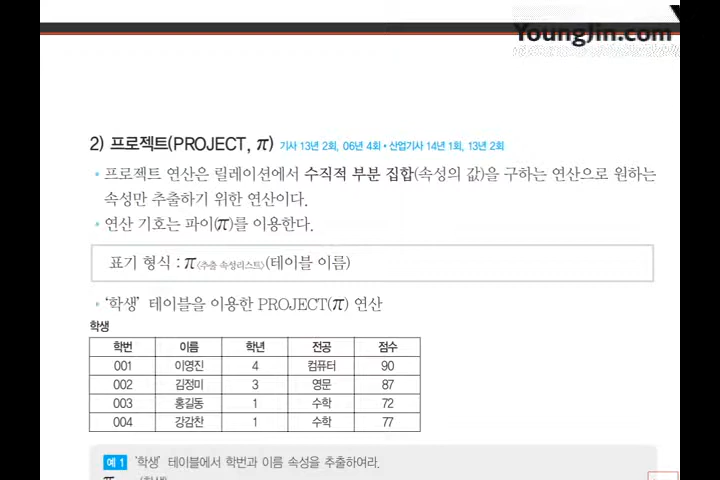 YoungJin.com
2) 프로젝트(PROJECT, π) 기사 13년 2회, 06년 4회 • 산업기사 14년 1회, 13년 2회
• 프로젝트 연산은 릴레이션에서 수직적 부분 집합(속성의 값)을 구하는 연산으로 원하는
속성만 추출하기 위한 연산이다.
• 연산 기호는 파이(π)를 이용한다.
표기 형식 : π〈추출 속성리스트〉(테이블 이름)
• ‘학생’ 테이블을 이용한 PROJECT(π) 연산
학생
학번 이름 학년 전공 점수
001 이영진 4 컴퓨터 90
002 김정미 3 영문 87
003 홍길동 1 수학 72
004 강감찬 1 수학 77
예 1 ‘학생’ 테이블에서 학번과 이름 속성을 추출하여라.